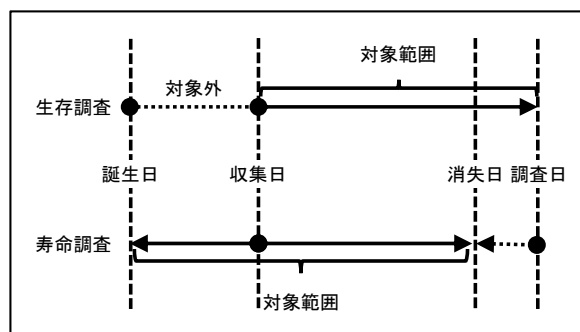 対象範囲
対象外
生存調査
誕生日 収集日 消失日 調査日
寿命調査
対象範囲